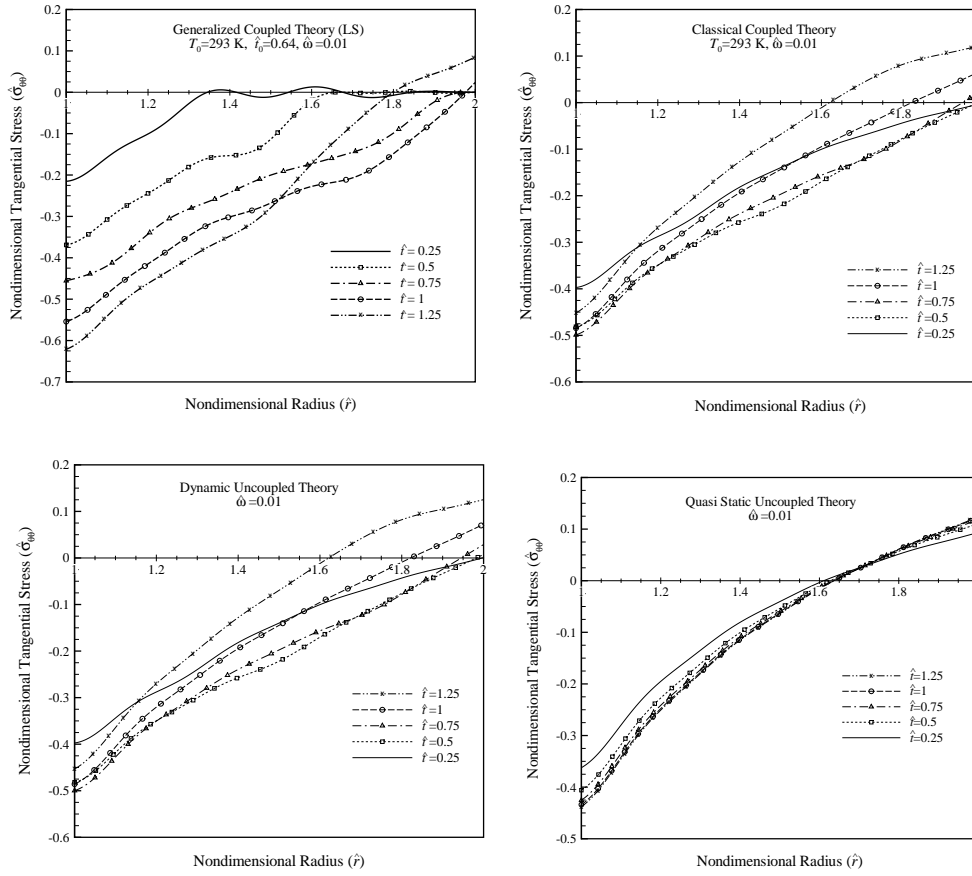 Generalized Coupled Theory (LS)
T₀=293 K, t̂₀=0.64, ω̂=0.01
Nondimensional Tangential Stress (σ̂θθ)
0.2
0.1
0
-0.1
-0.2
-0.3
-0.4
-0.5
-0.6
-0.7
1
1.2
1.4
1.6
1.8
2
t̂ = 0.25
t̂ = 0.5
t̂ = 0.75
t̂ = 1
t̂ = 1.25
Nondimensional Radius (r̂)
Classical Coupled Theory
T₀=293 K, ω̂=0.01
Nondimensional Tangential Stress (σ̂θθ)
0.2
0.1
0
-0.1
-0.2
-0.3
-0.4
-0.5
-0.6
1
1.2
1.4
1.6
1.8
t̂=1.25
t̂=1
t̂=0.75
t̂=0.5
t̂=0.25
Nondimensional Radius (r̂)
Dynamic Uncoupled Theory
ω̂=0.01
Nondimensional Tangential Stress (σ̂θθ)
0.2
0.1
0
-0.1
-0.2
-0.3
-0.4
-0.5
-0.6
1
1.2
1.4
1.6
1.8
2
t̂=1.25
t̂=1
t̂=0.75
t̂=0.5
t̂=0.25
Nondimensional Radius (r̂)
Quasi Static Uncoupled Theory
ω̂=0.01
Nondimensional Tangential Stress (σ̂θθ)
0.2
0.1
0
-0.1
-0.2
-0.3
-0.4
-0.5
1
1.2
1.4
1.6
1.8
t̂=1.25
t̂=1
t̂=0.75
t̂=0.5
t̂=0.25
Nondimensional Radius (r̂)